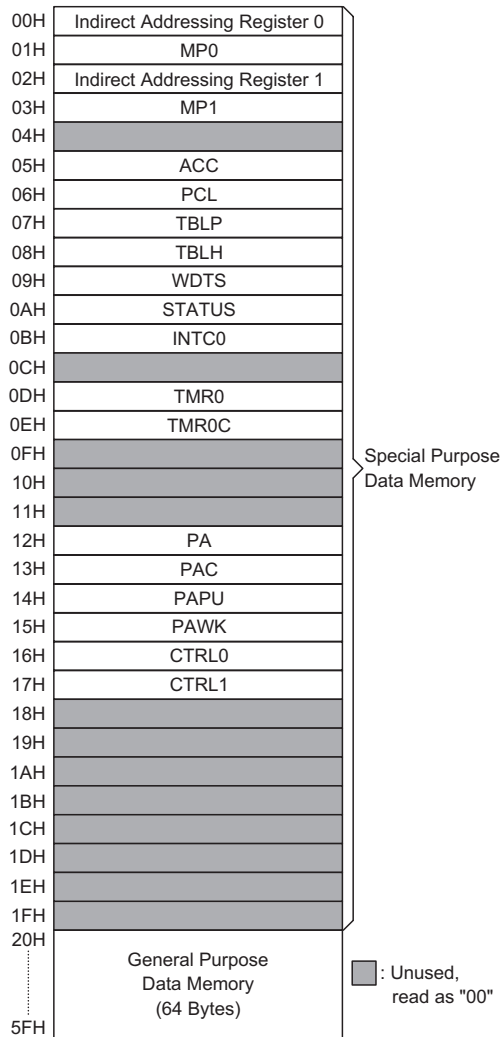 00H Indirect Addressing Register 0
01H MP0
02H Indirect Addressing Register 1
03H MP1
04H
05H ACC
06H PCL
07H TBLP
08H TBLH
09H WDTS
0AH STATUS
0BH INTC0
0CH
0DH TMR0
0EH TMR0C
0FH
10H
11H
12H PA
13H PAC
14H PAPU
15H PAWK
16H CTRL0
17H CTRL1
18H
19H
1AH
1BH
1CH
1DH
1EH
1FH
20H
5FH
General Purpose
Data Memory
(64 Bytes)
Special Purpose
Data Memory
: Unused,
read as "00"